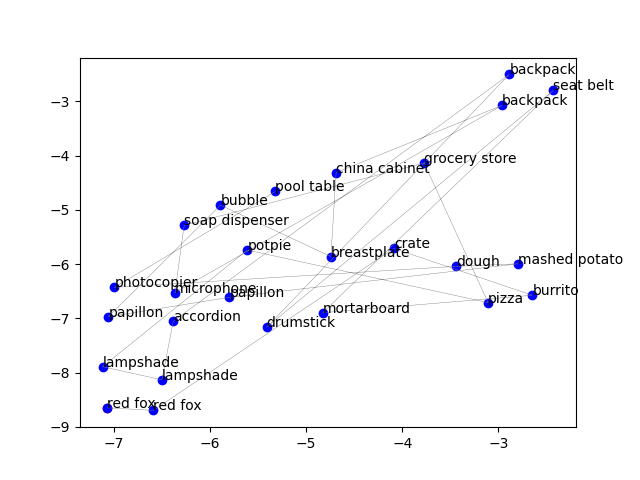 backpack
seat belt
backpack
−3
grocery store
−4
china cabinet
pool table
bubble
−5
soap dispenser
crate
potpie
breastplate
−6
dough
mashed potato
photocopier
microphone
papillon
burrito
pizza
papillon
mortarboard
−7
accordion
drumstick
lampshade
−8
lampshade
red fox
red fox
−9
−7
−6
−5
−4
−3